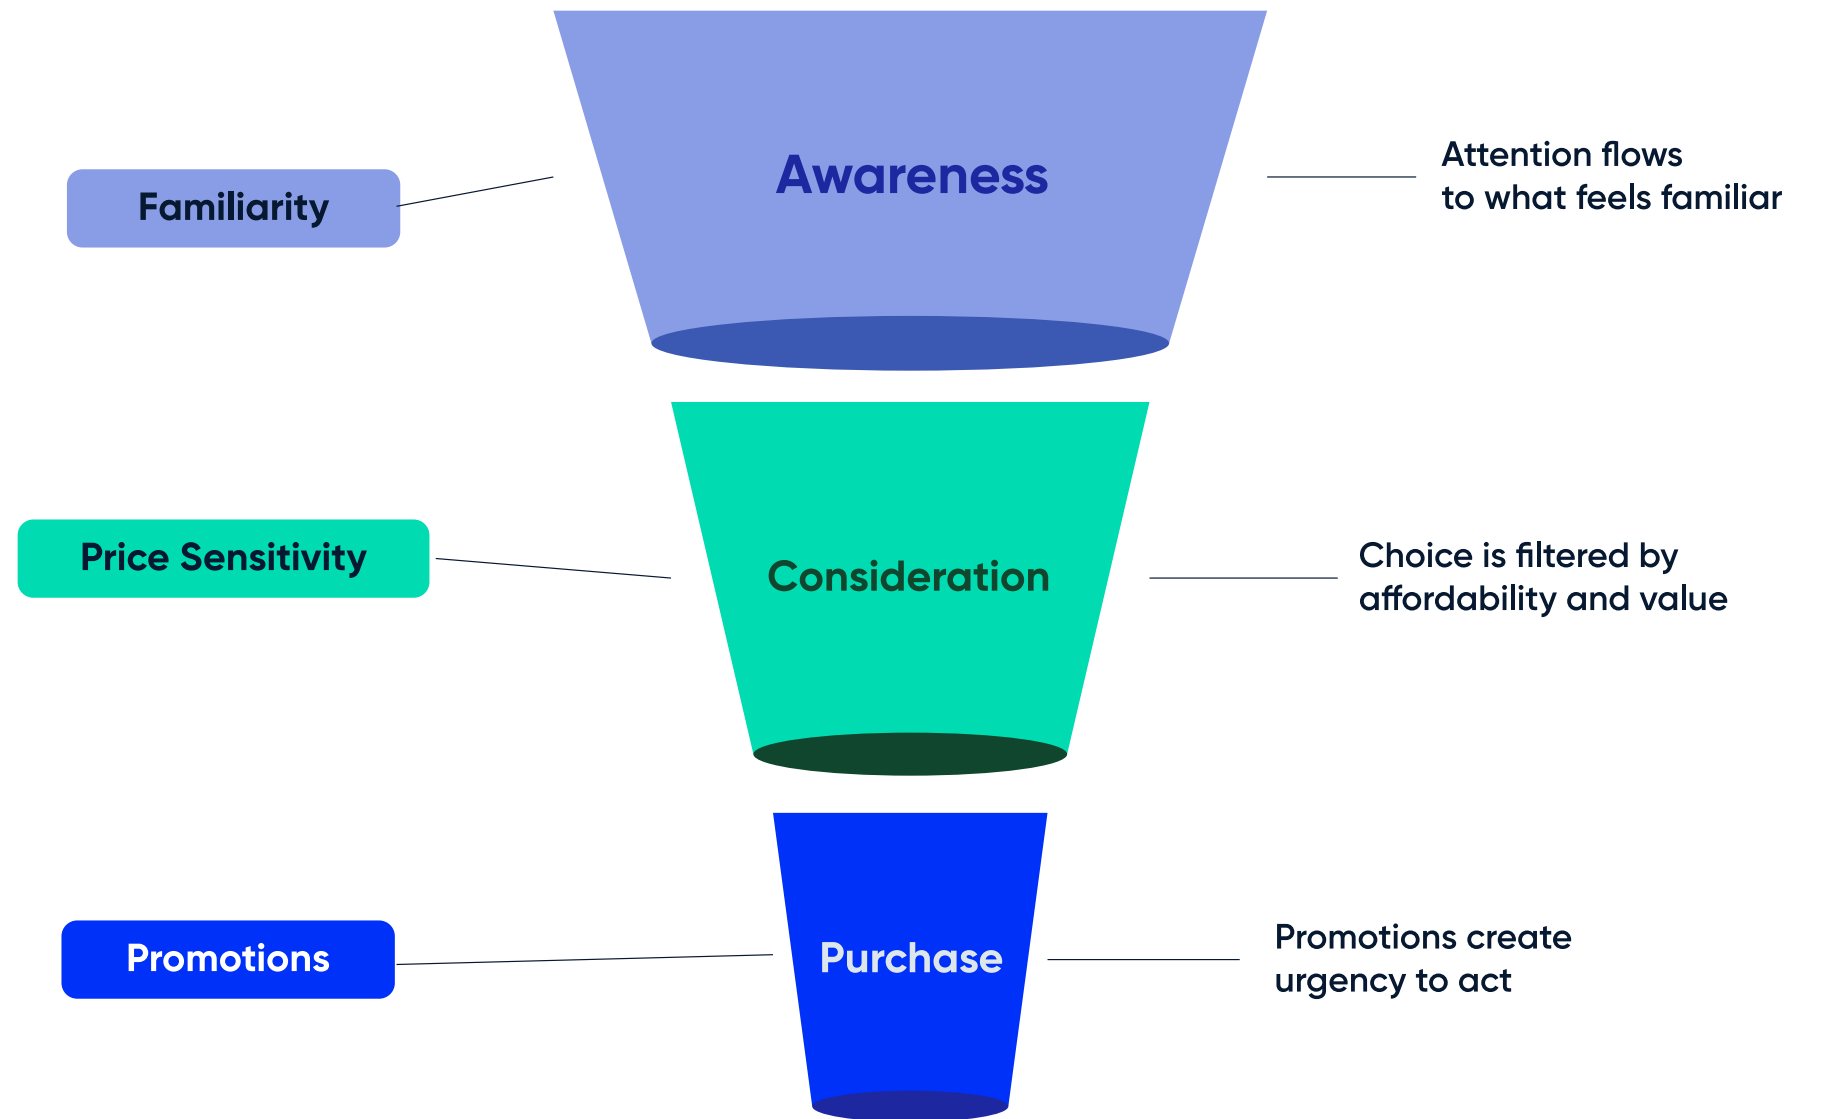 Familiarity
Awareness
Attention flows
to what feels familiar
Price Sensitivity
Consideration
Choice is filtered by
affordability and value
Promotions
Purchase
Promotions create
urgency to act